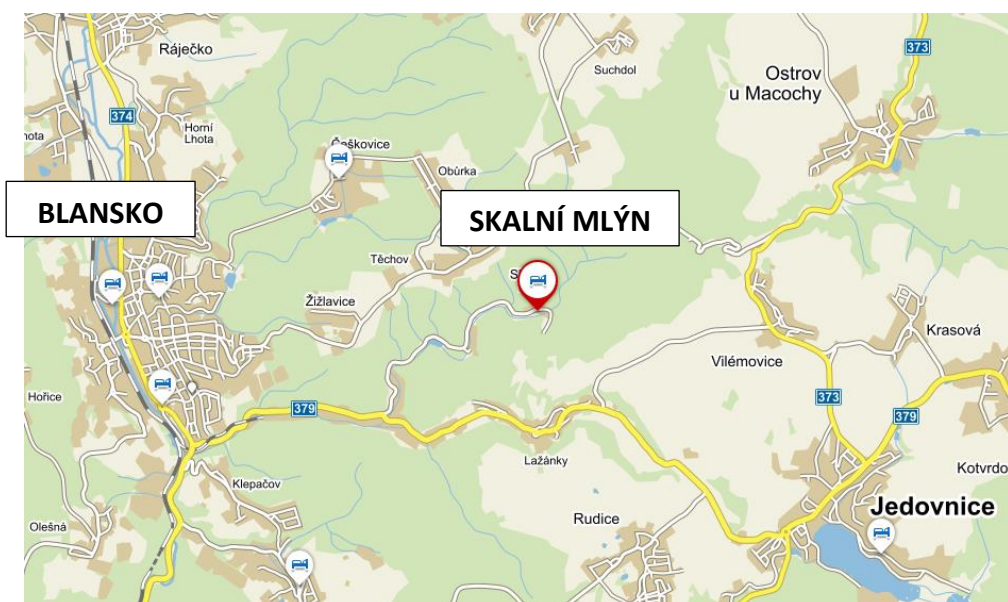 Ráječko
Suchdol
373
Ostrov
u Macochy
374
Horní
Lhota
Češkovice
Obůrka
BLANSKO
SKALNÍ MLÝN
Těchov
Žižlavice
Krasová
Vilémovice
Hořice
379
373
379
Lažánky
Kotvrdo
Klepačov
Jedovnice
Rudice
Olešná